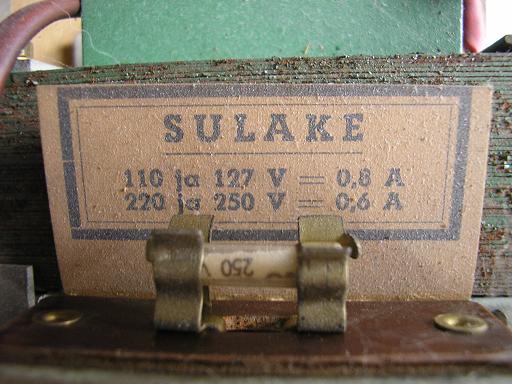 SULAKE
110 ja 127 V = 0,8 A
220 ja 250 V = 0,6 A
250 V